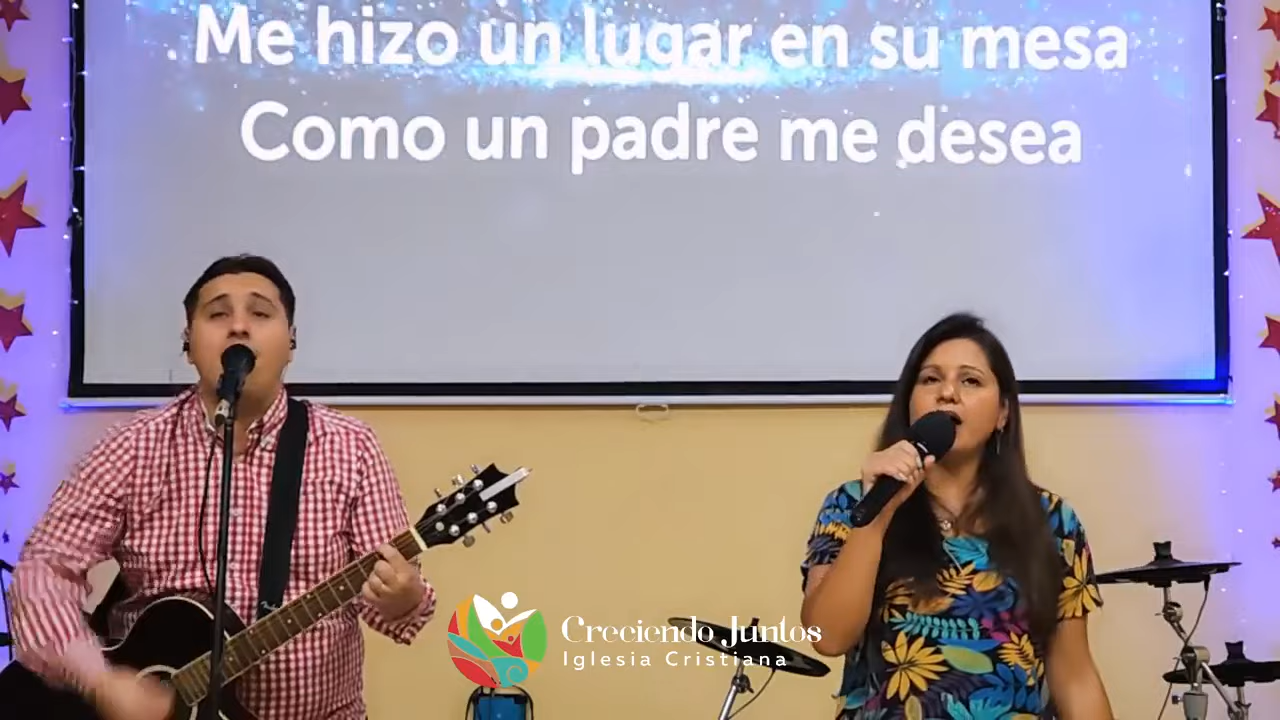 Me hizo un lugar en su mesa
Como un padre me desea
Creciendo Juntos
Iglesia Cristiana